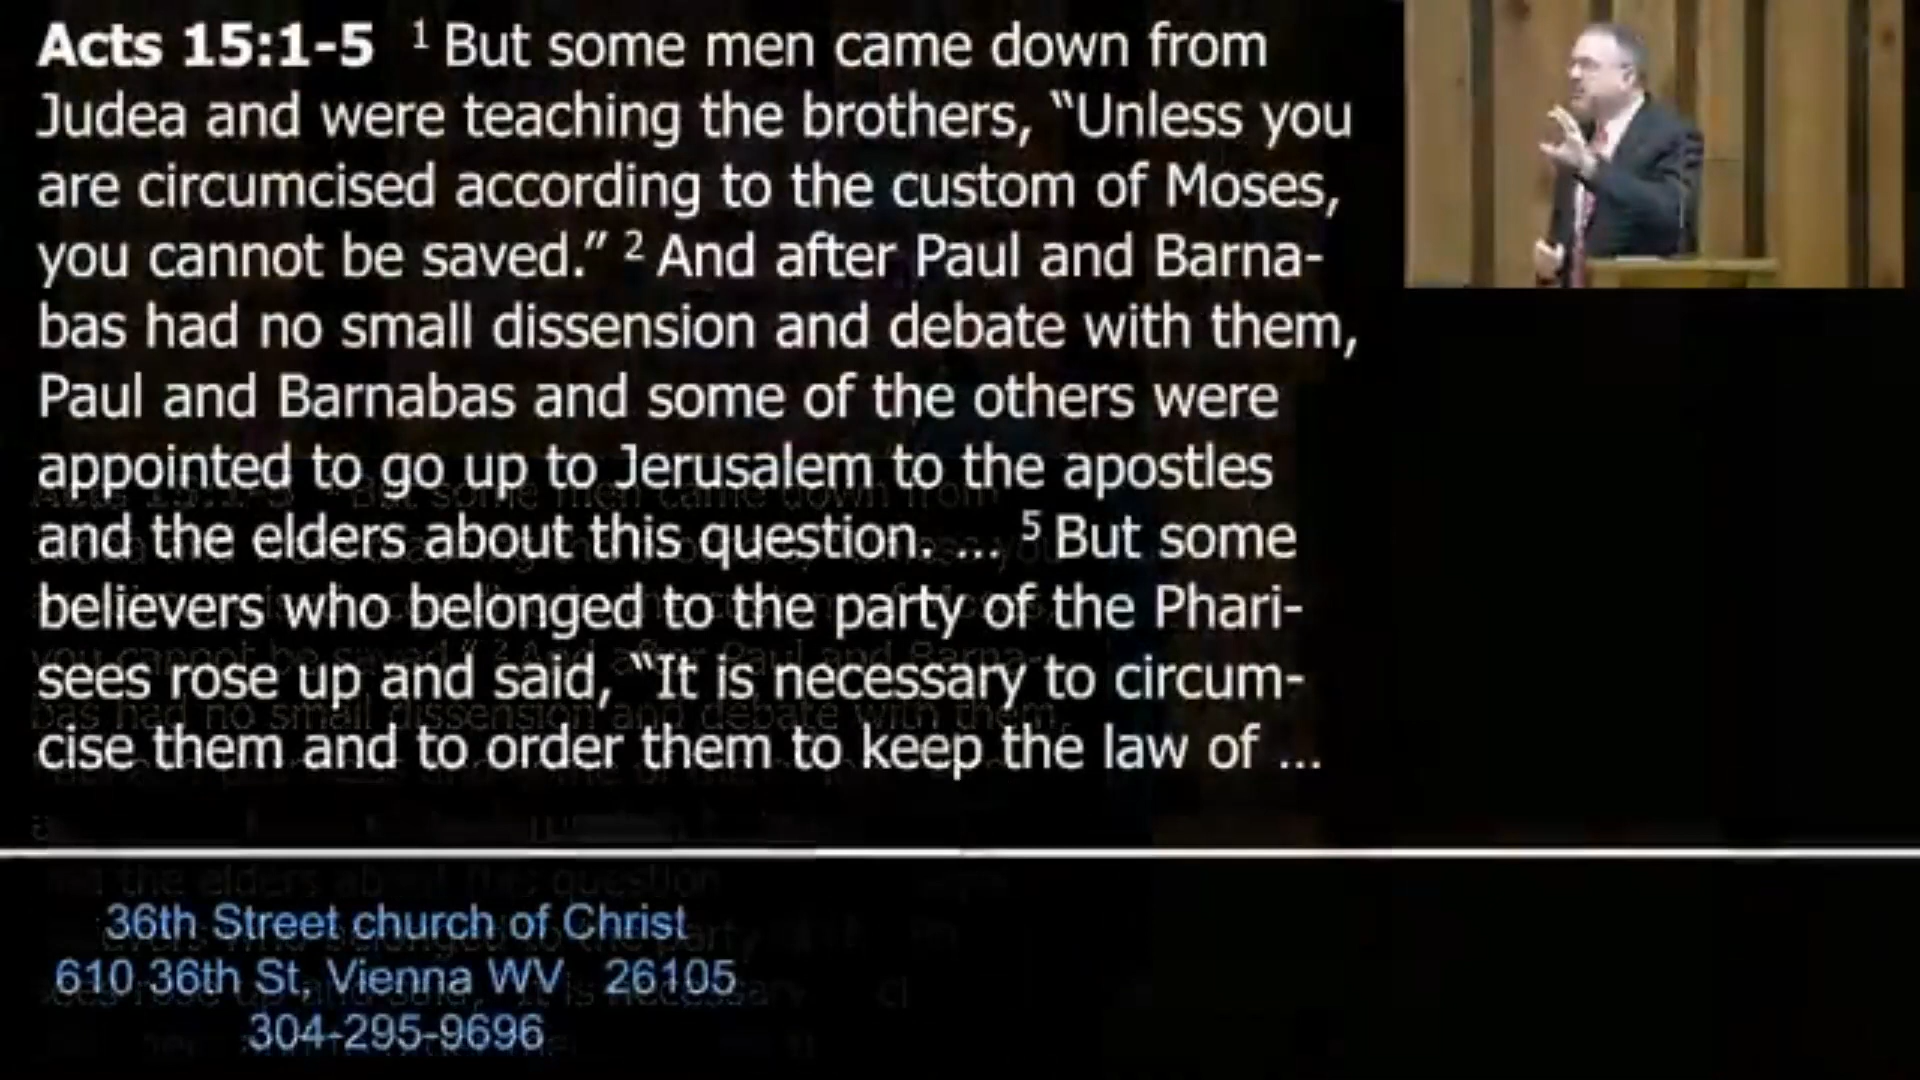 Acts 15:1-5 1 But some men came down from
Judea and were teaching the brothers, “Unless you
are circumcised according to the custom of Moses,
you cannot be saved.” 2 And after Paul and Barna-
bas had no small dissension and debate with them,
Paul and Barnabas and some of the others were
appointed to go up to Jerusalem to the apostles
and the elders about this question. ... 5 But some
believers who belonged to the party of the Phari-
sees rose up and said, “It is necessary to circum-
cise them and to order them to keep the law of ...
36th Street church of Christ
610 36th St, Vienna WV 26105
304-295-9696